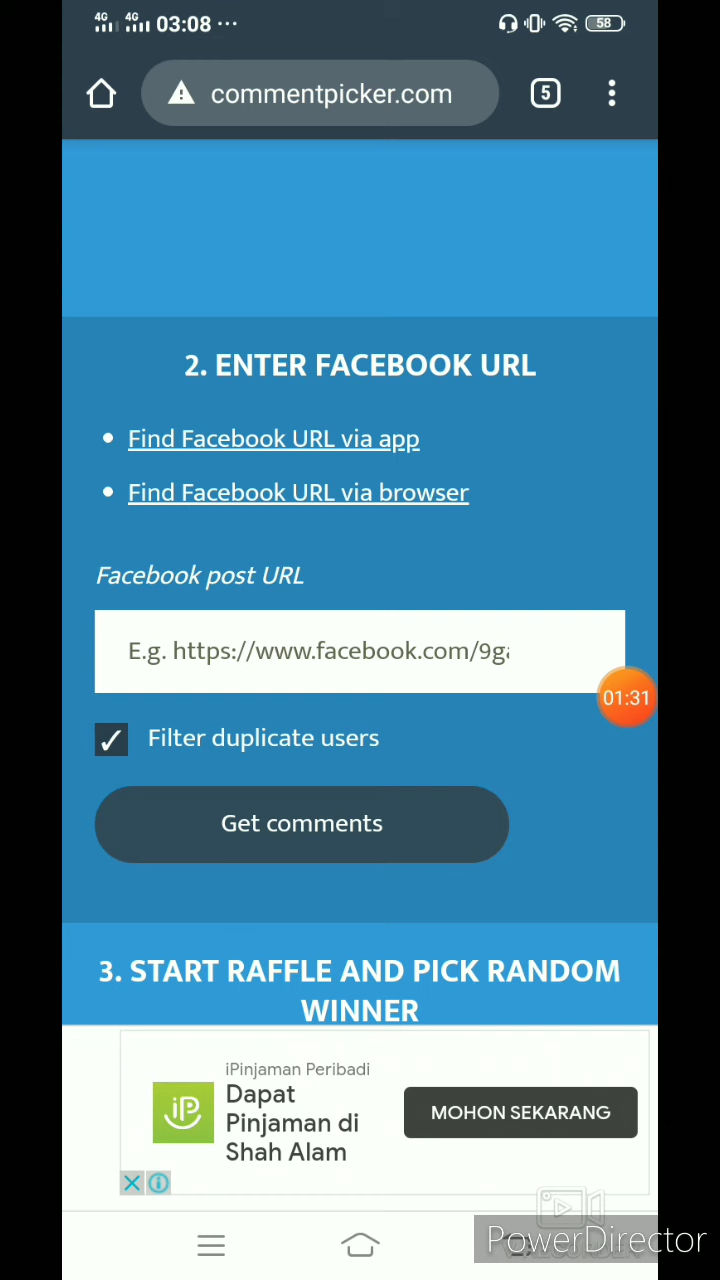 4G 4G 03:08 ... 58
commentpicker.com 5
2. ENTER FACEBOOK URL
Find Facebook URL via app
Find Facebook URL via browser
Facebook post URL
E.g. https://www.facebook.com/9ga
01:31
Filter duplicate users
Get comments
3. START RAFFLE AND PICK RANDOM
WINNER
iPinjaman Peribadi
Dapat
Pinjaman di
Shah Alam
iP
MOHON SEKARANG
PowerDirector